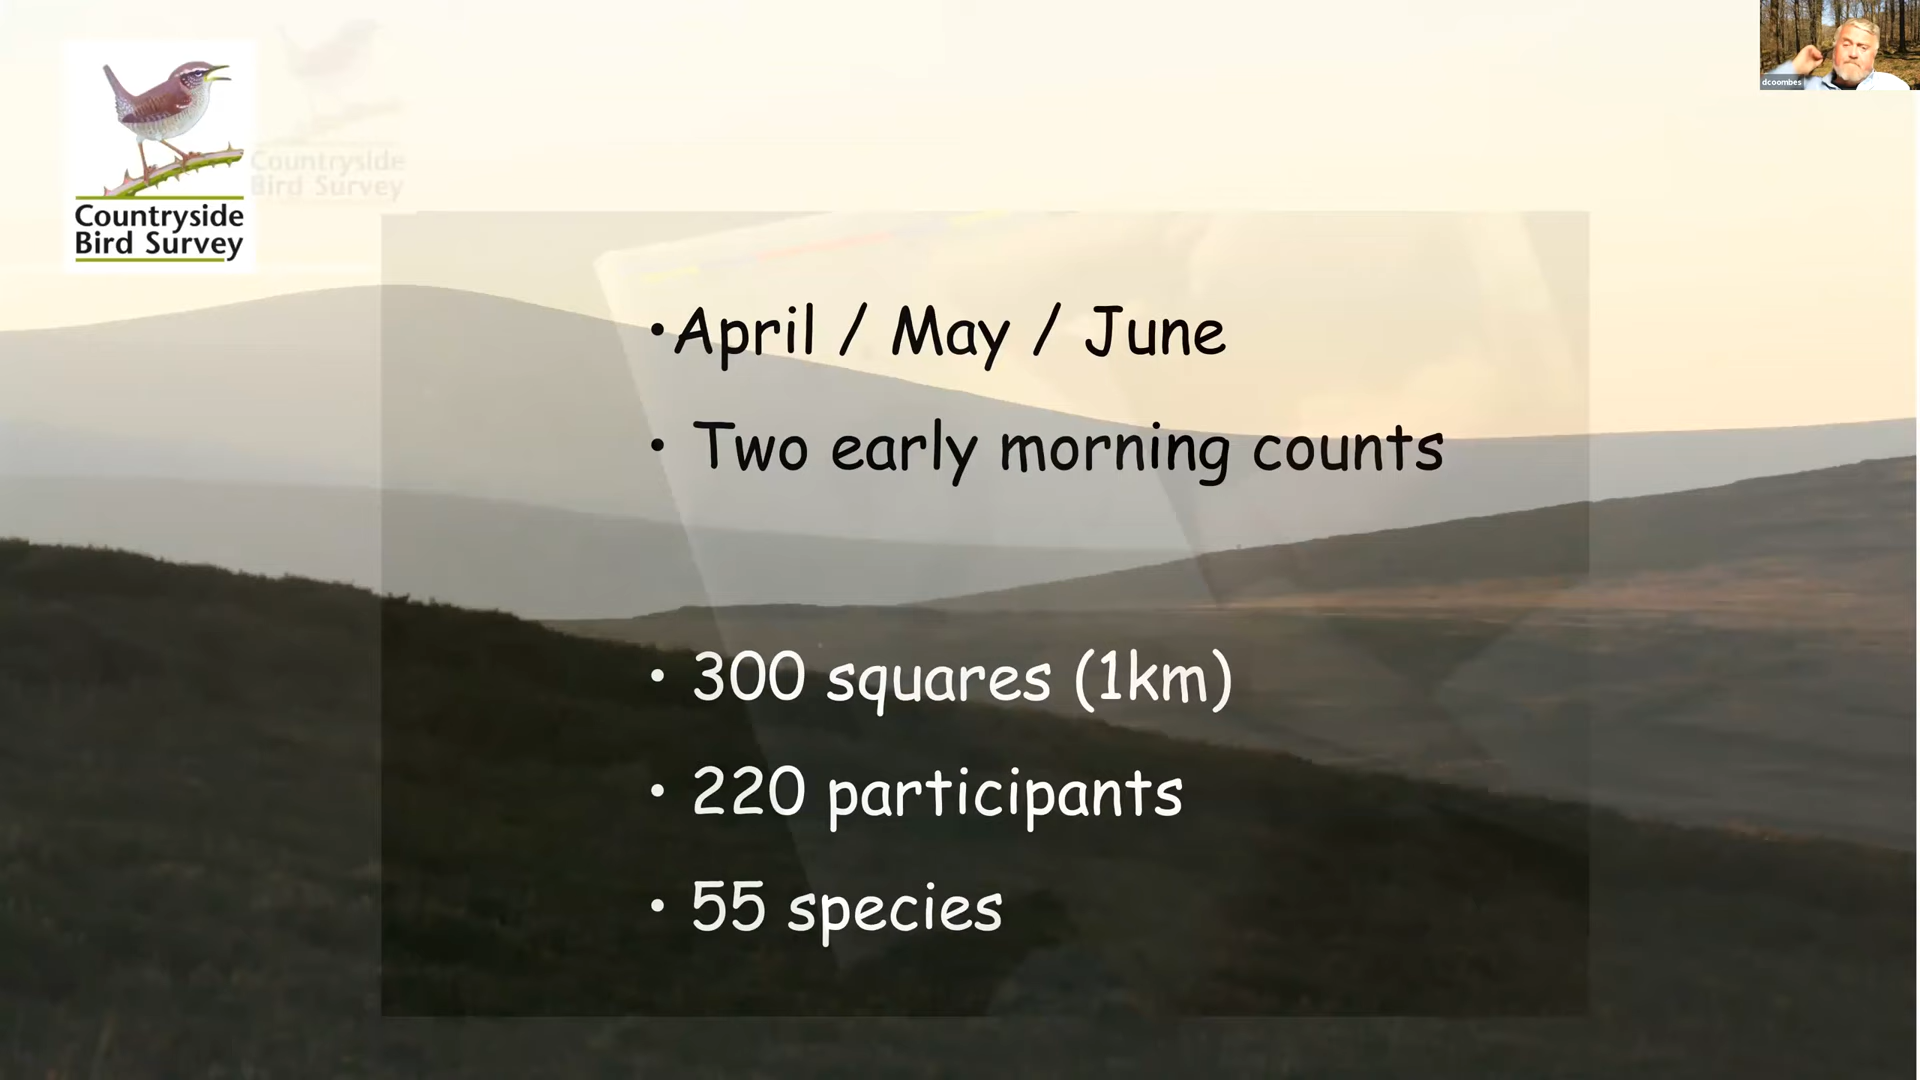 dcoombes
Countryside
Bird Survey
Countryside
Bird Survey
•April / May / June
• Two early morning counts
• 300 squares (1km)
• 220 participants
• 55 species